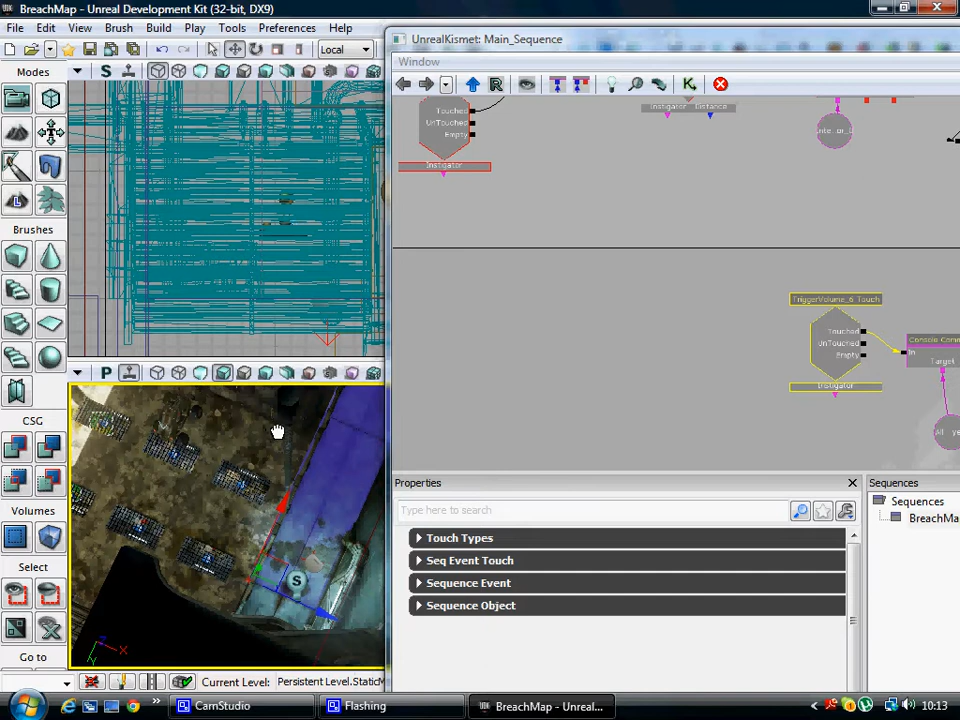 BreachMap - Unreal Development Kit (32-bit, DX9)
File Edit View Brush Build Play Tools Preferences Help
UnrealKismet: Main_Sequence
Local
Window
Modes
Touched
UnTouched
Empty
Instigator
Instigator Distance
Brushes
TriggerVolume_6 Touch
Touched
UnTouched
Empty
Instigator
In
Target
CSG
Properties
Sequences
Type here to search
Sequences
BreachMap
Touch Types
Seq Event Touch
Sequence Event
Sequence Object
Volumes
Select
Go to
Current Level: Persistent Level.StaticM
CamStudio
Flashing
BreachMap - Unreal...
10:13